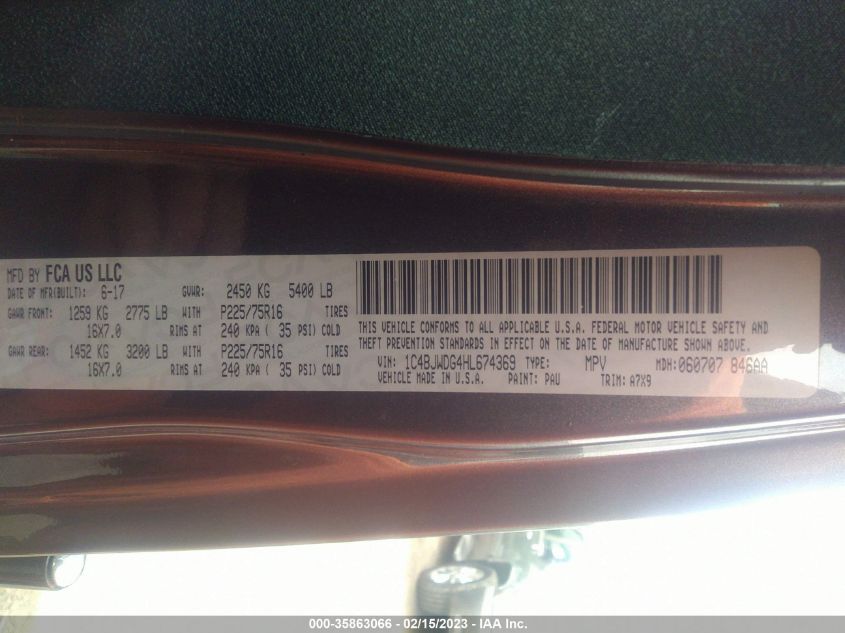 MFD BY FCA US LLC
DATE OF MFR(BUILT): 6-17 GVWR: 2450 KG 5400 LB
GAWR FRONT: 1259 KG 2775 LB WITH P225/75R16 TIRES
16X7.0 RIMS AT 240 KPA ( 35 PSI) COLD
GAWR REAR: 1452 KG 3200 LB WITH P225/75R16 TIRES
16X7.0 RIMS AT 240 KPA ( 35 PSI) COLD
THIS VEHICLE CONFORMS TO ALL APPLICABLE U.S.A. FEDERAL MOTOR VEHICLE SAFETY AND
THEFT PREVENTION STANDARDS IN EFFECT ON THE DATE OF MANUFACTURE SHOWN ABOVE.
VIN: 1C4BJWDG4HL674369 TYPE: MPV MDH: 060707 846AA
VEHICLE MADE IN U.S.A. PAINT: PAU TRIM: A7X9
000-35863066 - 02/15/2023 - IAA Inc.